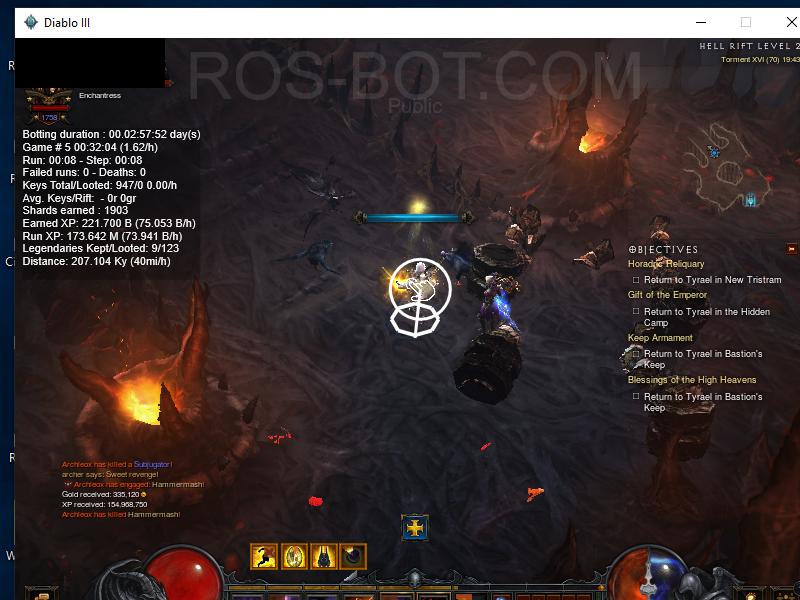 Diablo III
HELL RIFT LEVEL 2
Torment XVI (70) 19:43
ROS-BOT.COM
Public
Enchantress
1758
Botting duration : 00.02:57:52 day(s)
Game # 5 00:32:04 (1.62/h)
Run: 00:08 - Step: 00:08
Failed runs: 0 - Deaths: 0
Keys Total/Looted: 947/0 0.00/h
Avg. Keys/Rift: - 0r 0gr
Shards earned : 1903
Earned XP: 221.700 B (75.053 B/h)
Run XP: 173.642 M (73.941 B/h)
Legendaries Kept/Looted: 9/123
Distance: 207.104 Ky (40mi/h)
OBJECTIVES
Horadric Reliquary
Return to Tyrael in New Tristram
Gift of the Emperor
Return to Tyrael in the Hidden
Camp
Keep Armament
Return to Tyrael in Bastion's
Keep
Blessings of the High Heavens
Return to Tyrael in Bastion's
Keep
Archleox has killed a Subjugator!
archer says: Sweet revenge!
Archleox has engaged: Hammermash!
Gold received: 335,120
XP received: 154,968,750
Archleox has killed Hammermash!